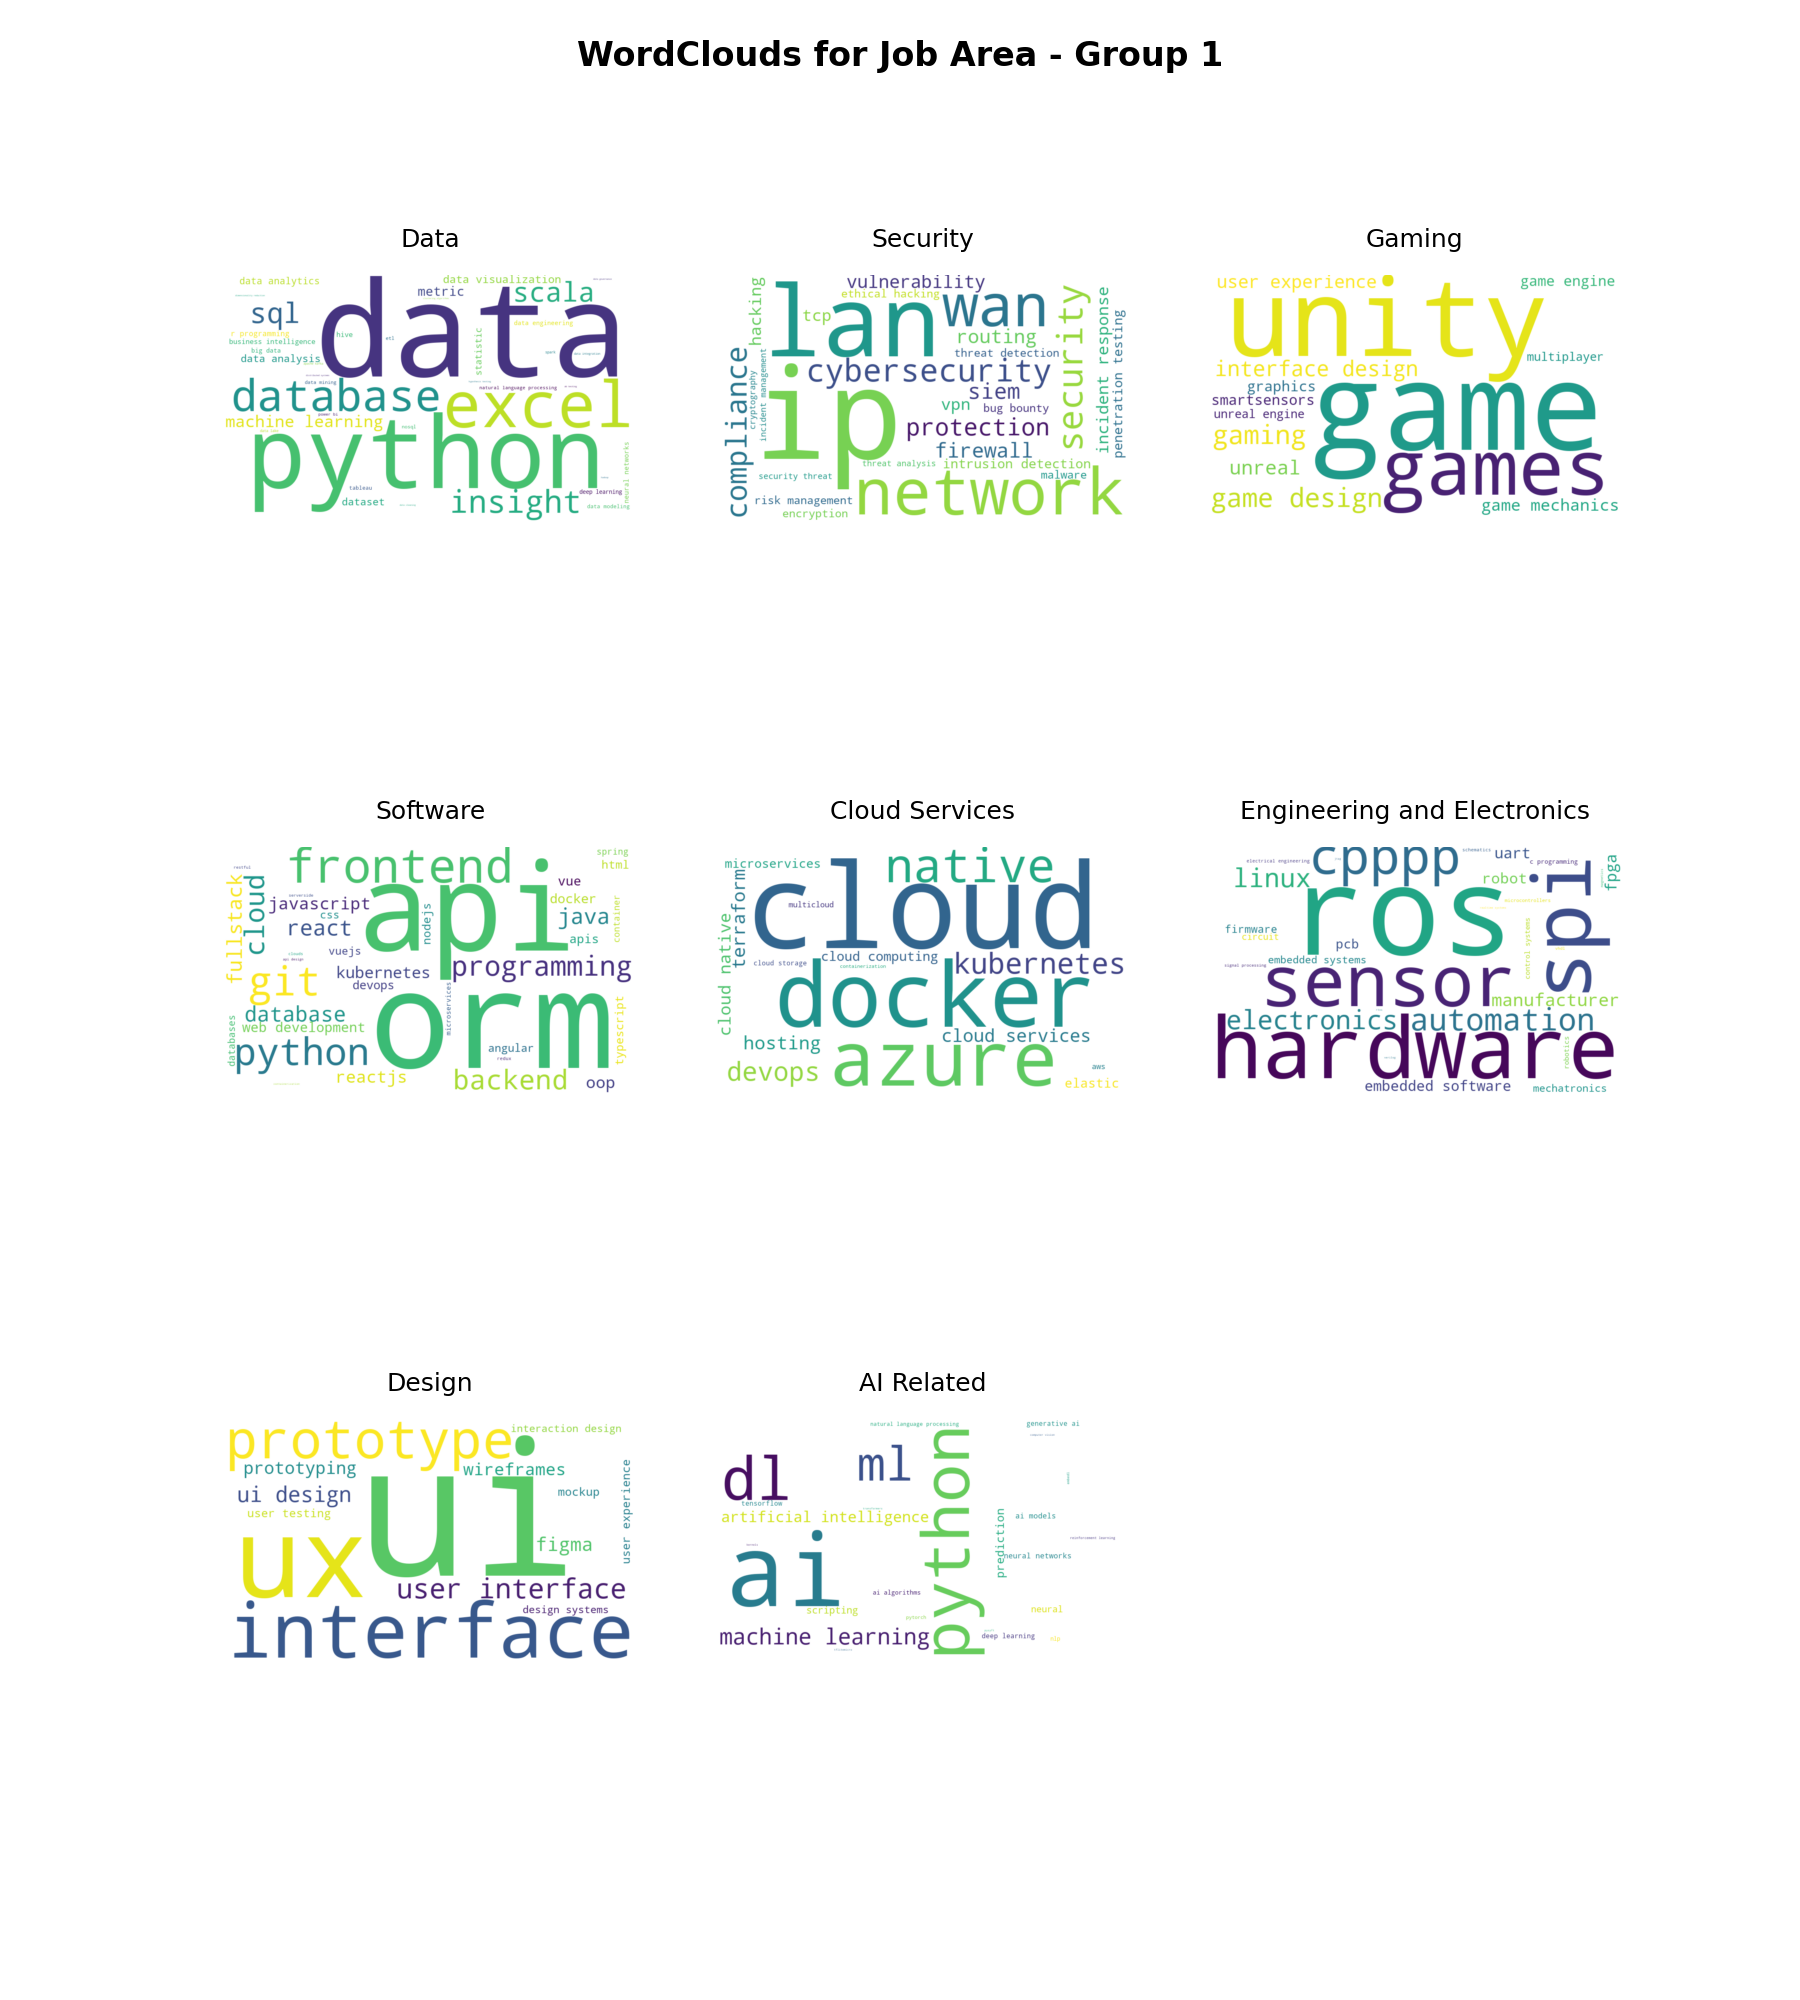 WordClouds for Job Area - Group 1
Data
data analytics
data visualization
metric
scala
sql
data
r programming
hive
etl
statistic
data engineering
business intelligence
big data
data analysis
data mining
natural language processing
database
excel
power bi
machine learning
nosql
python
neural networks
tableau
dataset
insight
deep learning
data modeling
Security
hacking
lan
vulnerability
ethical hacking
wan
tcp
routing
threat detection
security
incident response
penetration testing
compliance
cryptography
incident management
cybersecurity
siem
vpn
bug bounty
ip
protection
firewall
threat analysis
intrusion detection
malware
security threat
network
risk management
encryption
Gaming
user experience
game engine
unity
multiplayer
interface design
graphics
smartsensors
unreal engine
game
gaming
games
unreal
game design
game mechanics
Software
frontend
spring
html
restful
fullstack
cloud
serverside
javascript
css
react
api
vue
docker
java
nodejs
apis
container
vuejs
clouds
api design
kubernetes
devops
programming
git
microservices
database
web development
orm
databases
python
angular
redux
typescript
reactjs
backend
oop
Cloud Services
microservices
native
terraform
multicloud
cloud
cloud native
cloud storage
cloud computing
containerization
kubernetes
docker
cloud services
hosting
azure
devops
aws
elastic
Engineering and Electronics
electrical engineering
cpppp
schematics
uart
c programming
linux
ros
robot
spi
fpga
microcontrollers
firmware
circuit
pcb
embedded systems
control systems
signal processing
sensor
manufacturer
electronics
automation
hardware
robotics
embedded software
mechatronics
Design
prototype
interaction design
prototyping
wireframes
ui design
ui
mockup
user testing
user experience
ux
figma
user interface
design systems
interface
AI Related
natural language processing
generative ai
computer vision
dl
ml
python
tensorflow
artificial intelligence
ai models
prediction
reinforcement learning
neural networks
ai
ai algorithms
scripting
pytorch
neural
machine learning
deep learning
nlp